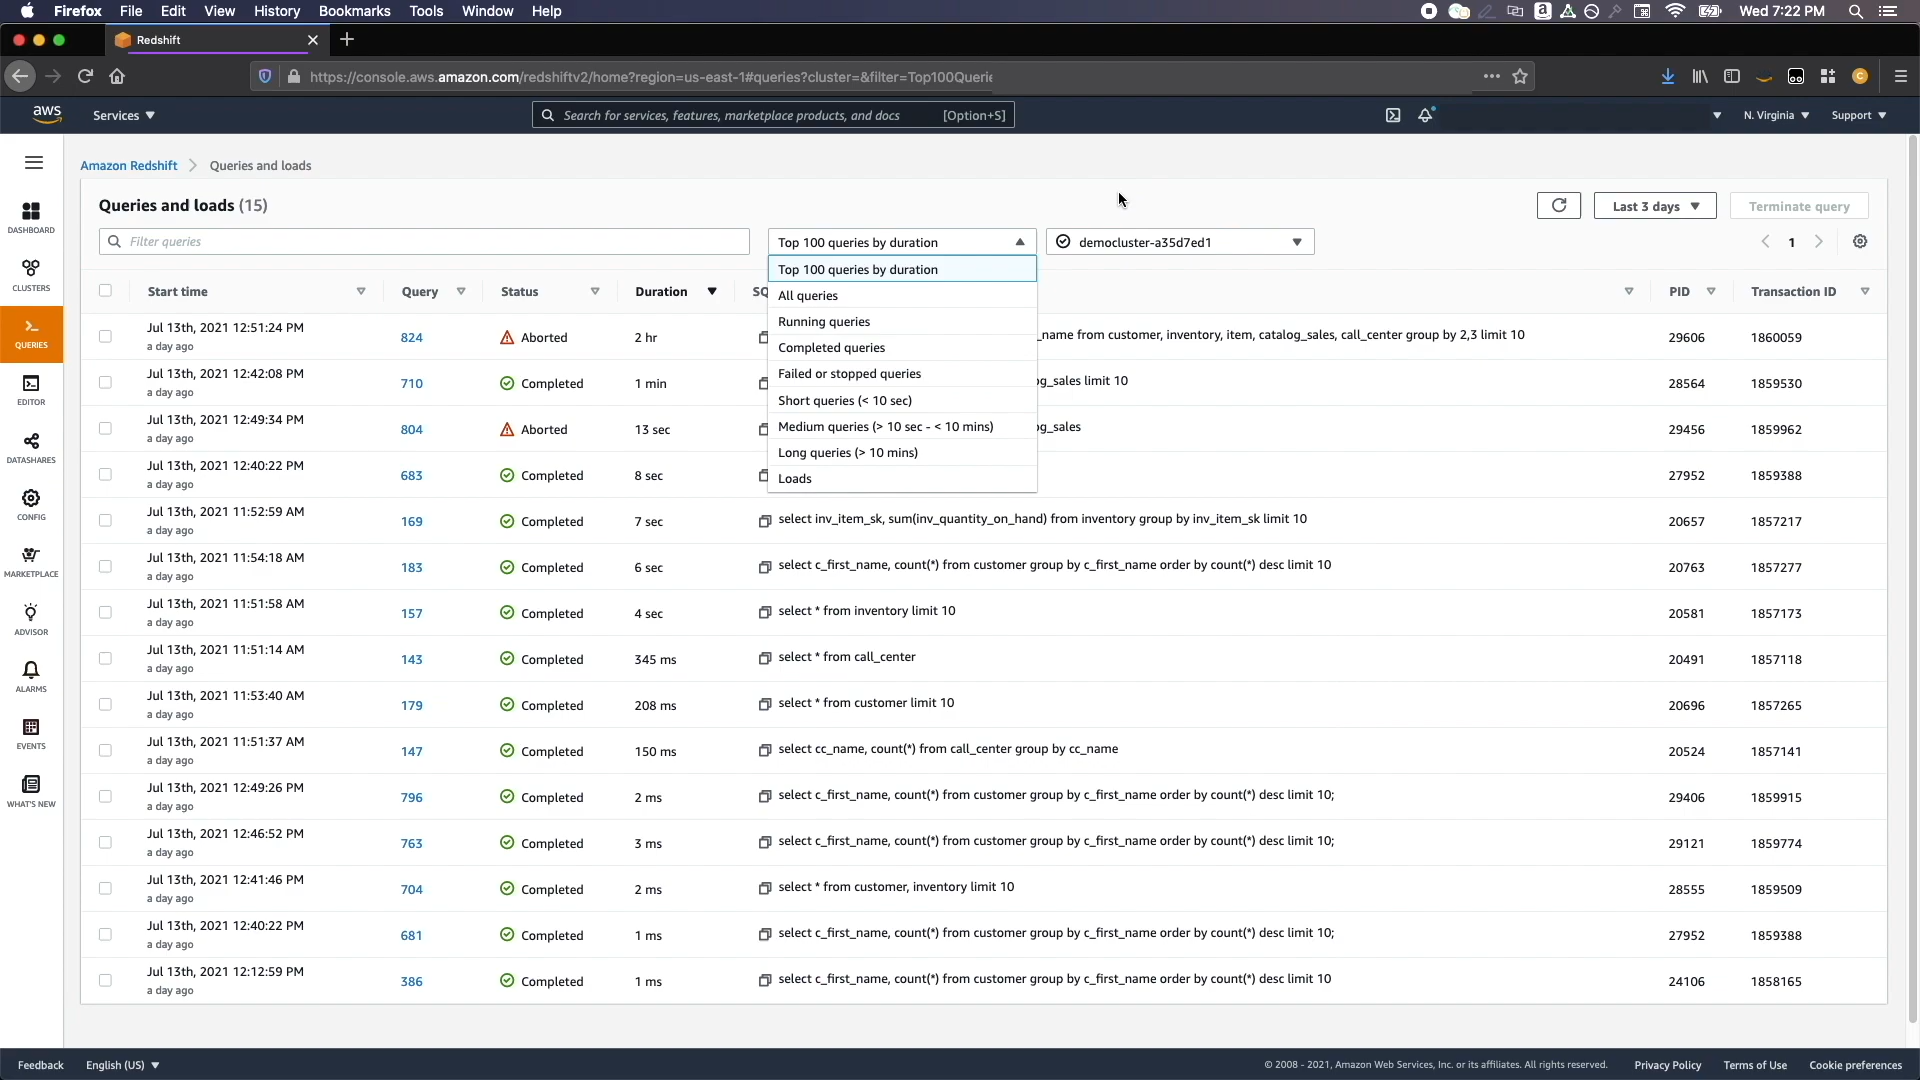 Firefox File Edit View History Bookmarks Tools Window Help Wed 7:22 PM
Redshift
https://console.aws.amazon.com/redshiftv2/home?region=us-east-1#queries?cluster=&filter=Top100Querie
aws Services Search for services, features, marketplace products, and docs [Option+S] N. Virginia Support
Amazon Redshift Queries and loads
Queries and loads (15) Last 3 days Terminate query
Filter queries Top 100 queries by duration democluster-a35d7ed1 1
Top 100 queries by duration
All queries
Running queries
Completed queries
Failed or stopped queries
Short queries (< 10 sec)
Medium queries (> 10 sec - < 10 mins)
Long queries (> 10 mins)
Loads
DASHBOARD
CLUSTERS
QUERIES
EDITOR
DATASHARES
CONFIG
MARKETPLACE
ADVISOR
ALARMS
EVENTS
WHAT'S NEW
Start time Query Status Duration SQ PID Transaction ID
Jul 13th, 2021 12:51:24 PM 824 Aborted 2 hr _name from customer, inventory, item, catalog_sales, call_center group by 2,3 limit 10 29606 1860059
a day ago
Jul 13th, 2021 12:42:08 PM 710 Completed 1 min og_sales limit 10 28564 1859530
a day ago
Jul 13th, 2021 12:49:34 PM 804 Aborted 13 sec og_sales 29456 1859962
a day ago
Jul 13th, 2021 12:40:22 PM 683 Completed 8 sec 27952 1859388
a day ago
Jul 13th, 2021 11:52:59 AM 169 Completed 7 sec select inv_item_sk, sum(inv_quantity_on_hand) from inventory group by inv_item_sk limit 10 20657 1857217
a day ago
Jul 13th, 2021 11:54:18 AM 183 Completed 6 sec select c_first_name, count(*) from customer group by c_first_name order by count(*) desc limit 10 20763 1857277
a day ago
Jul 13th, 2021 11:51:58 AM 157 Completed 4 sec select * from inventory limit 10 20581 1857173
a day ago
Jul 13th, 2021 11:51:14 AM 143 Completed 345 ms select * from call_center 20491 1857118
a day ago
Jul 13th, 2021 11:53:40 AM 179 Completed 208 ms select * from customer limit 10 20696 1857265
a day ago
Jul 13th, 2021 11:51:37 AM 147 Completed 150 ms select cc_name, count(*) from call_center group by cc_name 20524 1857141
a day ago
Jul 13th, 2021 12:49:26 PM 796 Completed 2 ms select c_first_name, count(*) from customer group by c_first_name order by count(*) desc limit 10; 29406 1859915
a day ago
Jul 13th, 2021 12:46:52 PM 763 Completed 3 ms select c_first_name, count(*) from customer group by c_first_name order by count(*) desc limit 10; 29121 1859774
a day ago
Jul 13th, 2021 12:41:46 PM 704 Completed 2 ms select * from customer, inventory limit 10 28555 1859509
a day ago
Jul 13th, 2021 12:40:22 PM 681 Completed 1 ms select c_first_name, count(*) from customer group by c_first_name order by count(*) desc limit 10; 27952 1859388
a day ago
Jul 13th, 2021 12:12:59 PM 386 Completed 1 ms select c_first_name, count(*) from customer group by c_first_name order by count(*) desc limit 10 24106 1858165
a day ago
Feedback English (US) © 2008 - 2021, Amazon Web Services, Inc. or its affiliates. All rights reserved. Privacy Policy Terms of Use Cookie preferences